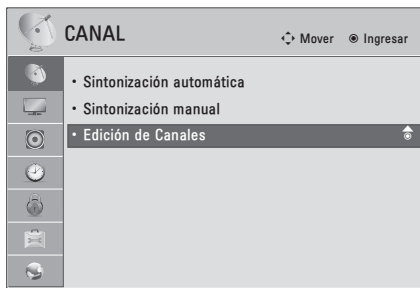 CANAL
Mover Ingresar
• Sintonización automática
• Sintonización manual
• Edición de Canales